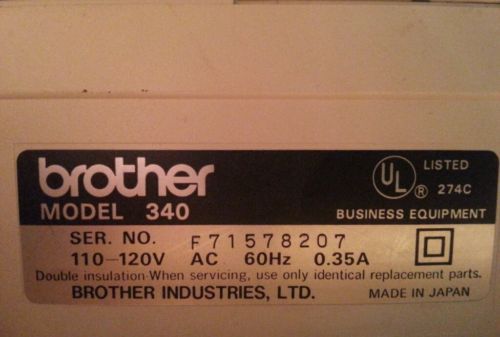 brother
MODEL 340
UL ® LISTED 274C
BUSINESS EQUIPMENT
SER. NO. F71578207
110-120V AC 60Hz 0.35A
Double insulation-When servicing, use only identical replacement parts.
BROTHER INDUSTRIES, LTD. MADE IN JAPAN